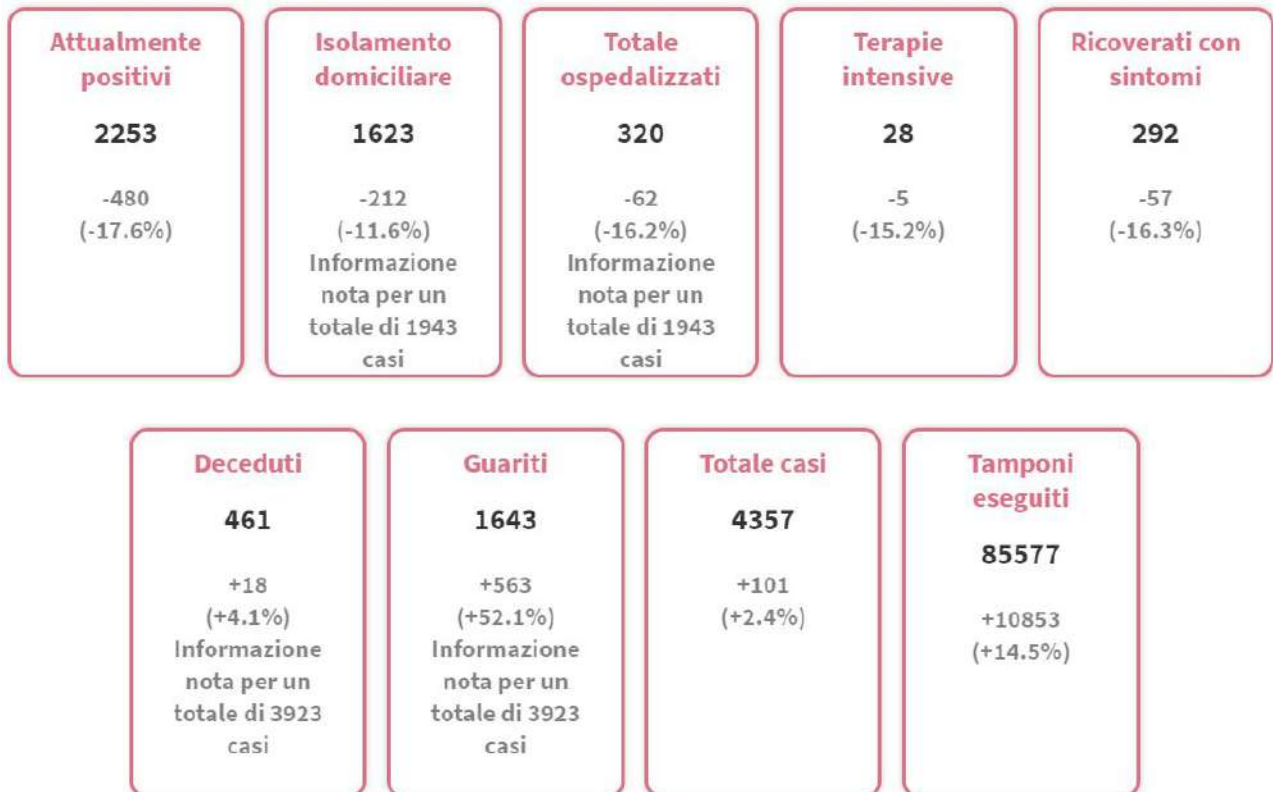 Attualmente
positivi
2253
-480
(-17.6%)
Isolamento
domiciliare
1623
-212
(-11.6%)
Informazione
nota per un
totale di 1943
casi
Totale
ospedalizzati
320
-62
(-16.2%)
Informazione
nota per un
totale di 1943
casi
Terapie
intensive
28
-5
(-15.2%)
Ricoverati con
sintomi
292
-57
(-16.3%)
Deceduti
461
+18
(+4.1%)
Informazione
nota per un
totale di 3923
casi
Guariti
1643
+563
(+52.1%)
Informazione
nota per un
totale di 3923
casi
Totale casi
4357
+101
(+2.4%)
Tamponi
eseguiti
85577
+10853
(+14.5%)